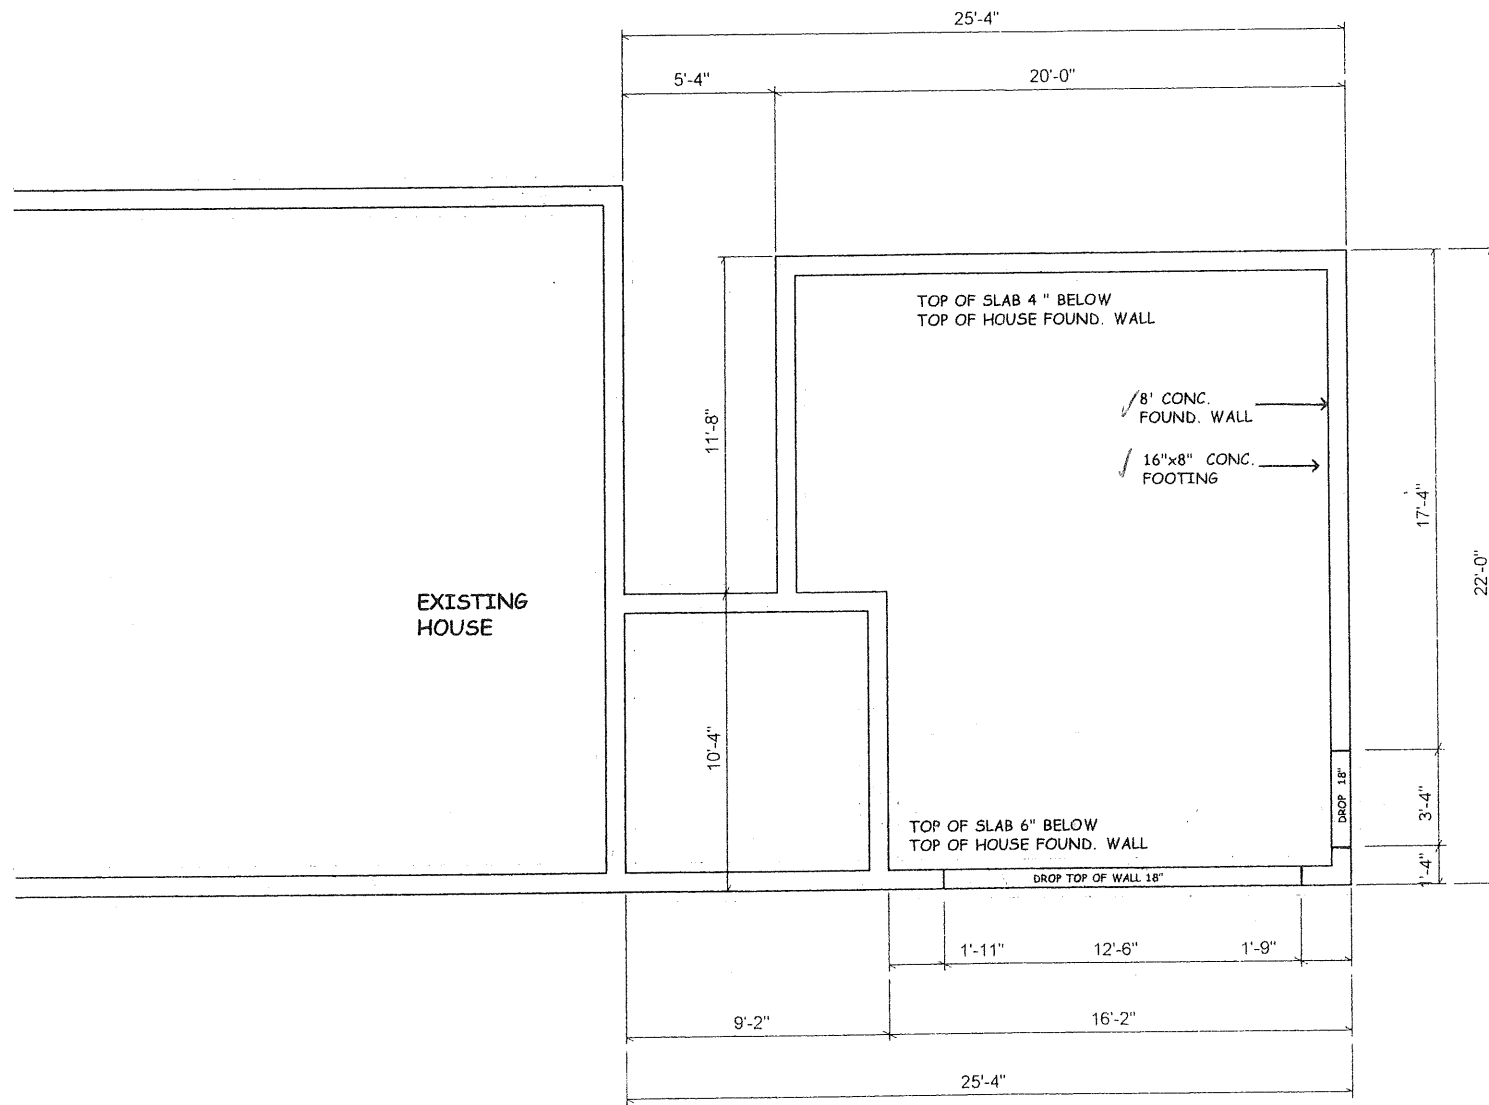 25'-4"
5'-4"
20'-0"
TOP OF SLAB 4 " BELOW
TOP OF HOUSE FOUND. WALL
8' CONC.
FOUND. WALL
11'-8"
16"x8" CONC.
FOOTING
17'-4"
22'-0"
EXISTING
HOUSE
10'-4"
DROP 18"
3'-4"
TOP OF SLAB 6" BELOW
TOP OF HOUSE FOUND. WALL
1'-4"
DROP TOP OF WALL 18"
1'-11"
12'-6"
1'-9"
9'-2"
16'-2"
25'-4"